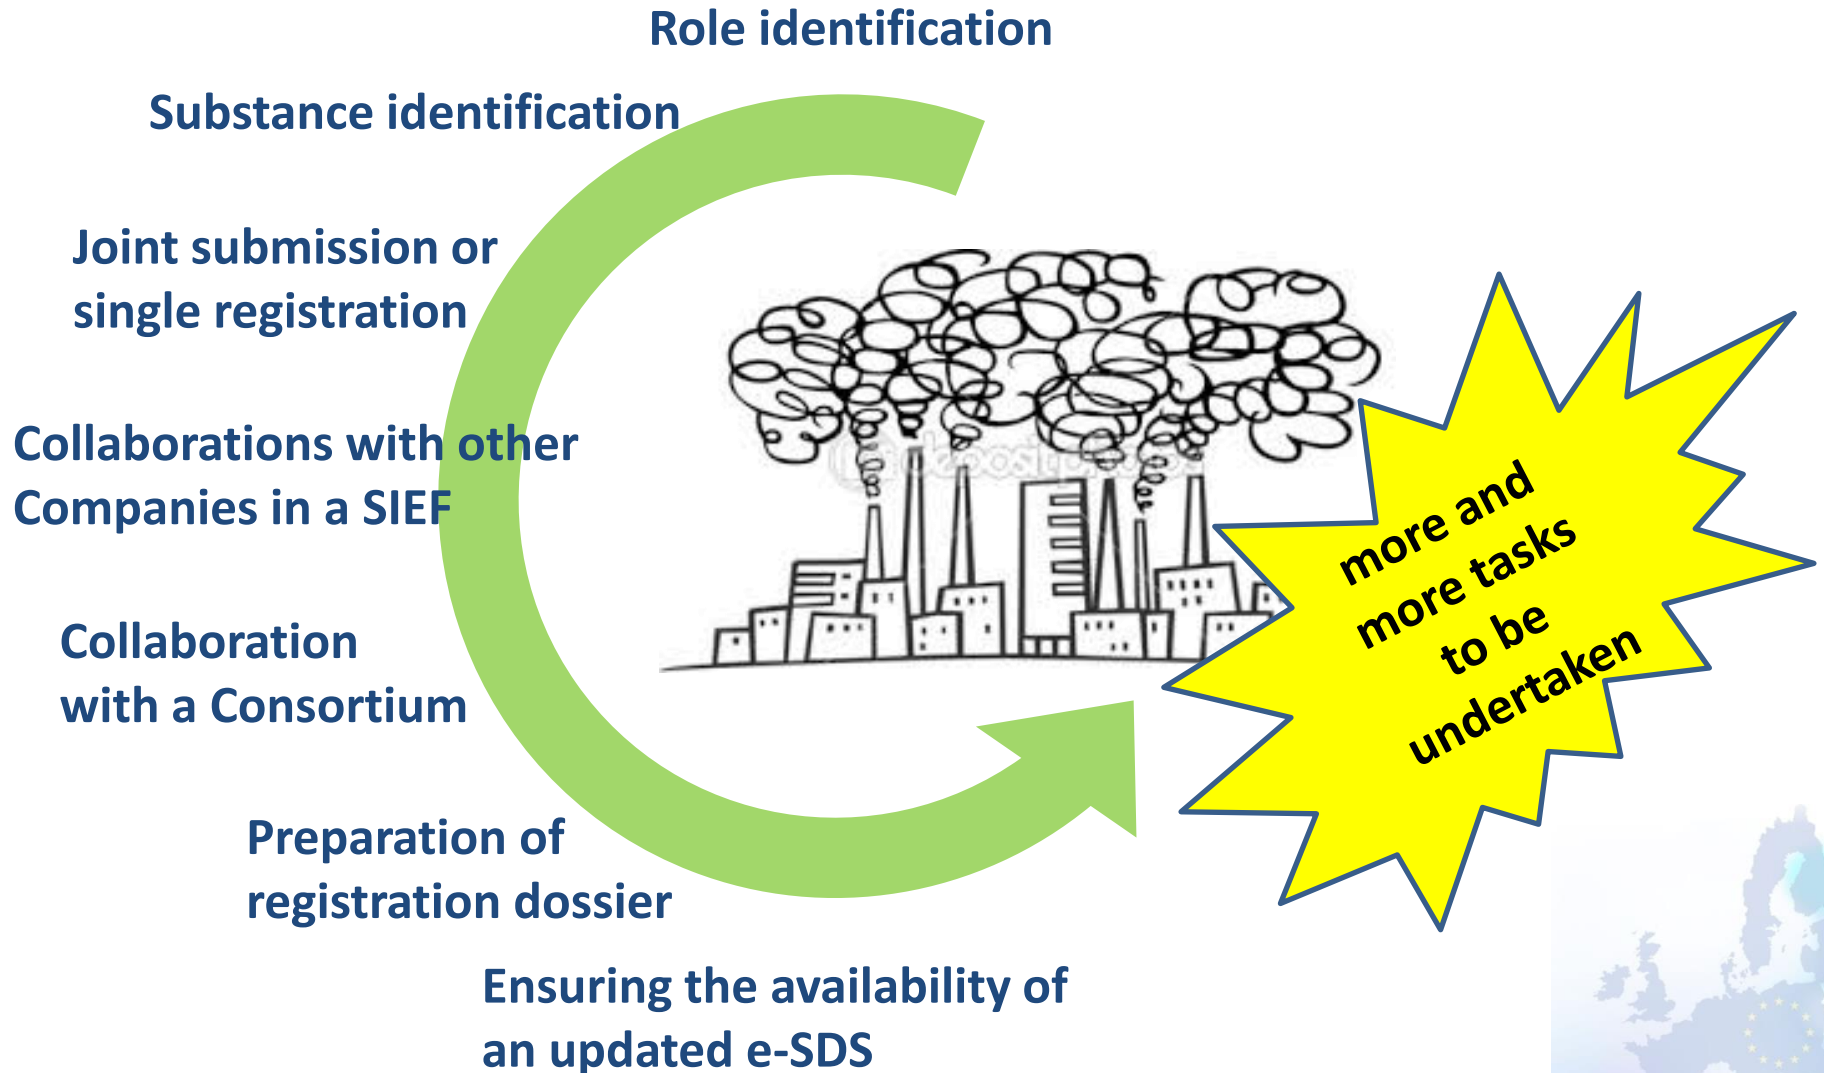 Role identification
Substance identification
Joint submission or
single registration
Collaborations with other
Companies in a SIEF
Collaboration
with a Consortium
Preparation of
registration dossier
Ensuring the availability of
an updated e-SDS
more and
more tasks
to be
undertaken